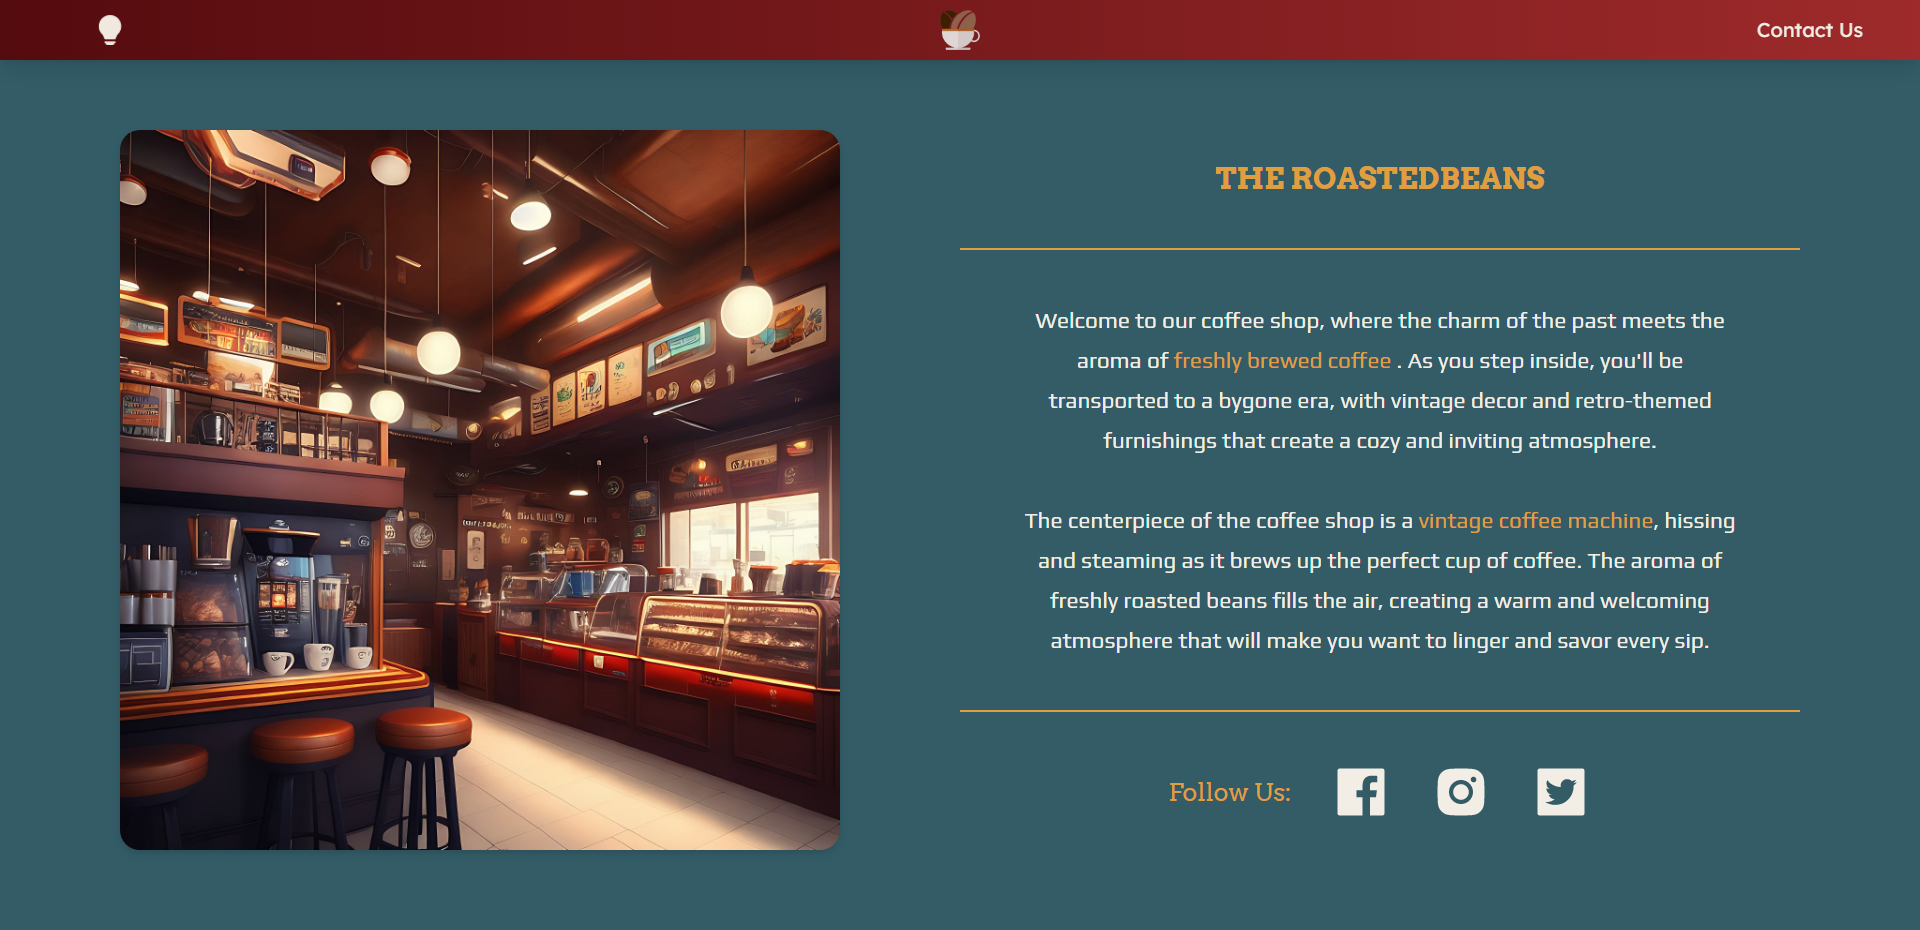 Contact Us
THE ROASTEDBEANS
Welcome to our coffee shop, where the charm of the past meets the
aroma of freshly brewed coffee . As you step inside, you'll be
transported to a bygone era, with vintage decor and retro-themed
furnishings that create a cozy and inviting atmosphere.
The centerpiece of the coffee shop is a vintage coffee machine, hissing
and steaming as it brews up the perfect cup of coffee. The aroma of
freshly roasted beans fills the air, creating a warm and welcoming
atmosphere that will make you want to linger and savor every sip.
Follow Us: